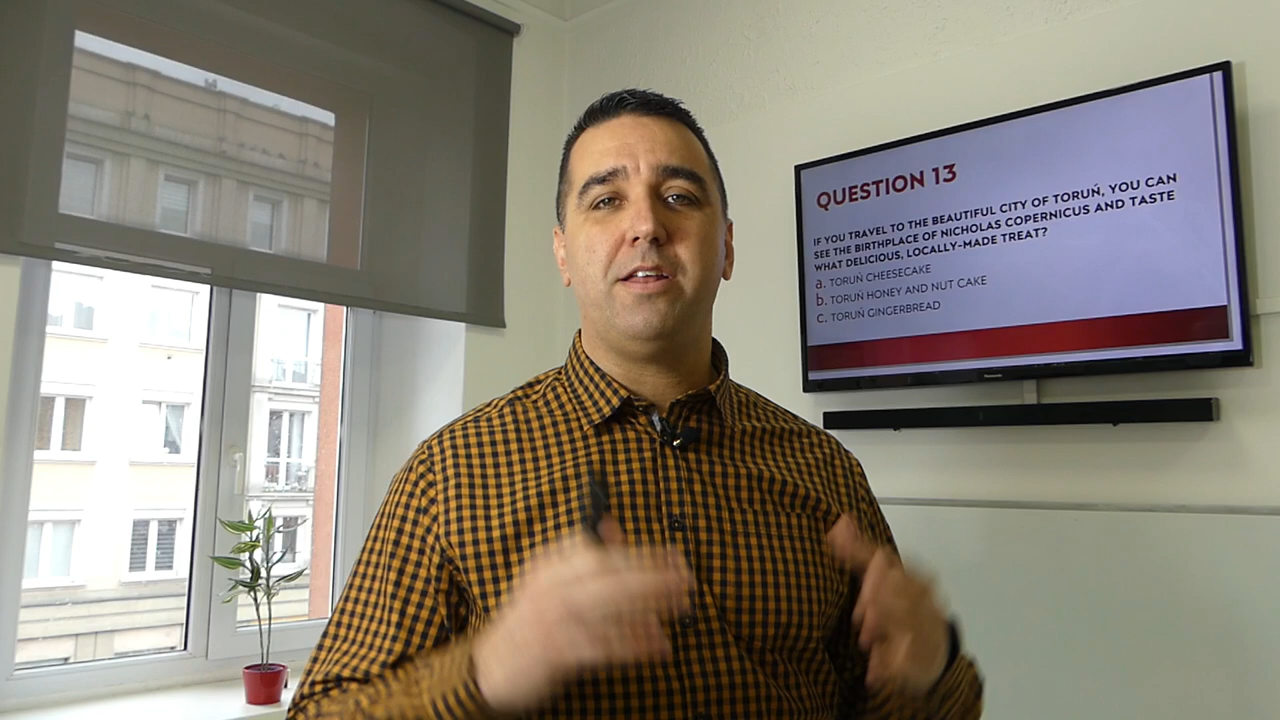 QUESTION 13
IF YOU TRAVEL TO THE BEAUTIFUL CITY OF TORUŃ, YOU CAN
SEE THE BIRTHPLACE OF NICHOLAS COPERNICUS AND TASTE
WHAT DELICIOUS, LOCALLY-MADE TREAT?
a. TORUŃ CHEESECAKE
b. TORUŃ HONEY AND NUT CAKE
c. TORUŃ GINGERBREAD
Panasonic